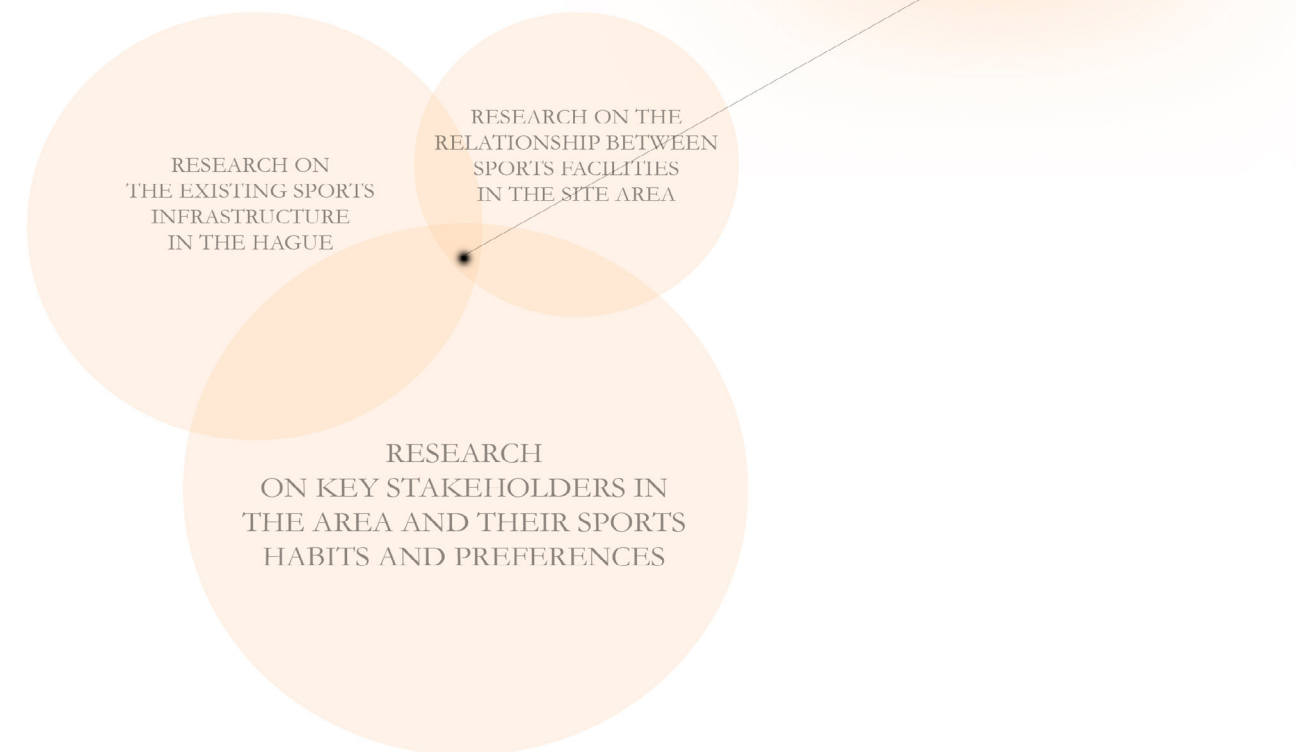 RESEARCH ON
THE EXISTING SPORTS
INFRASTRUCTURE
IN THE HAGUE
RESEARCH ON THE
RELATIONSHIP BETWEEN
SPORTS FACILITIES
IN THE SITE AREA
RESEARCH
ON KEY STAKEHOLDERS IN
THE AREA AND THEIR SPORTS
HABITS AND PREFERENCES